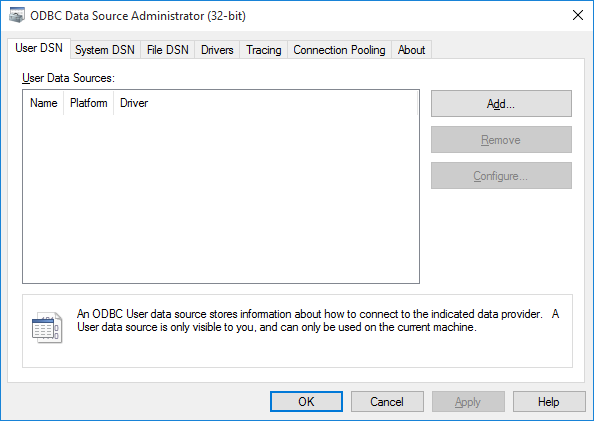 ODBC Data Source Administrator (32-bit)
User DSN System DSN File DSN Drivers Tracing Connection Pooling About
User Data Sources:
Name Platform Driver
Add...
Remove
Configure...
An ODBC User data source stores information about how to connect to the indicated data provider. A
User data source is only visible to you, and can only be used on the current machine.
OK Cancel Apply Help